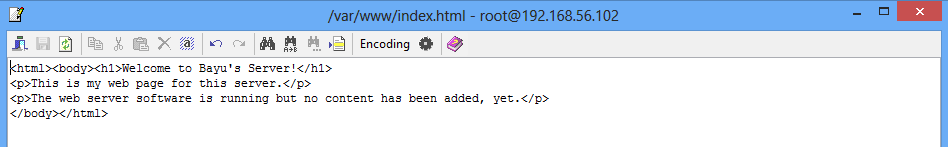 /var/www/index.html - root@192.168.56.102
Encoding
<html><body><h1>Welcome to Bayu's Server!</h1>
<p>This is my web page for this server.</p>
<p>The web server software is running but no content has been added, yet.</p>
</body></html>